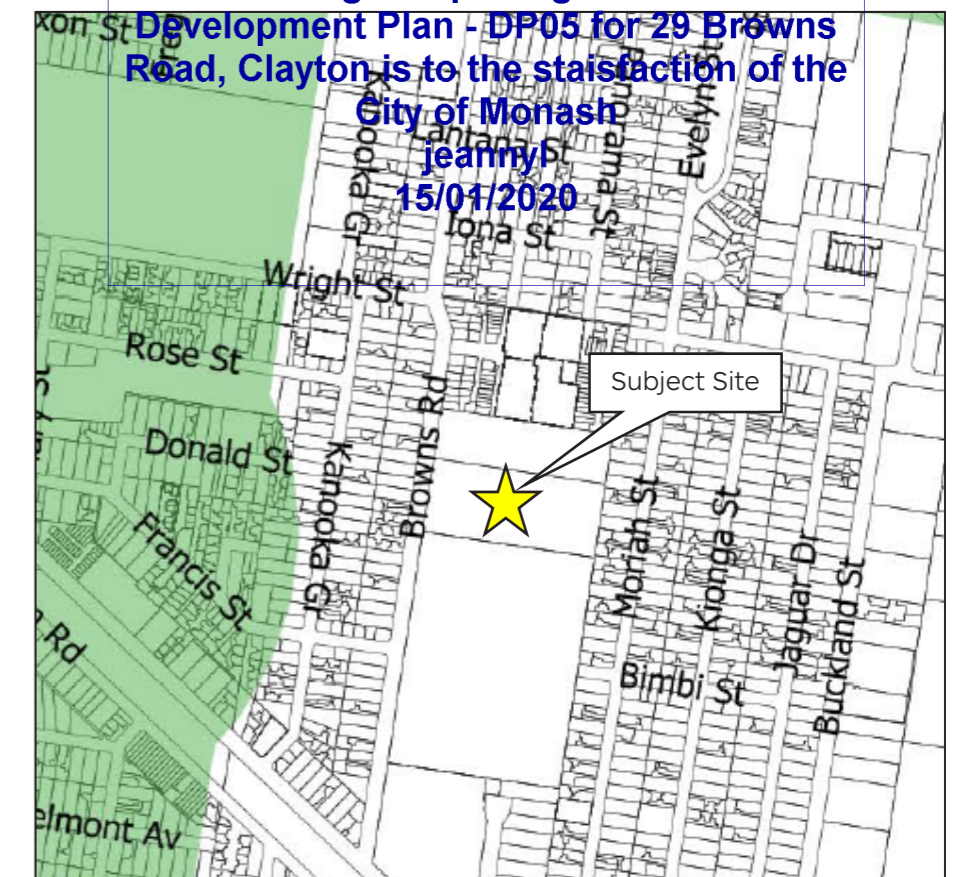 Development Plan - DP05 for 29 Browns
Road, Clayton is to the staisfaction of the
City of Monash
jeannyl
15/01/2020
xon St
Kanooka Gr
Lantana St
Panorama St
Evelyn St
Iona St
Wright St
Rose St
Subject Site
Donald St
Browns Rd
Kanooka Gr
Francis St
Moriah St
Kionga St
Jaguar Dr
Buckland St
Rd
Bimbi St
elmont Av